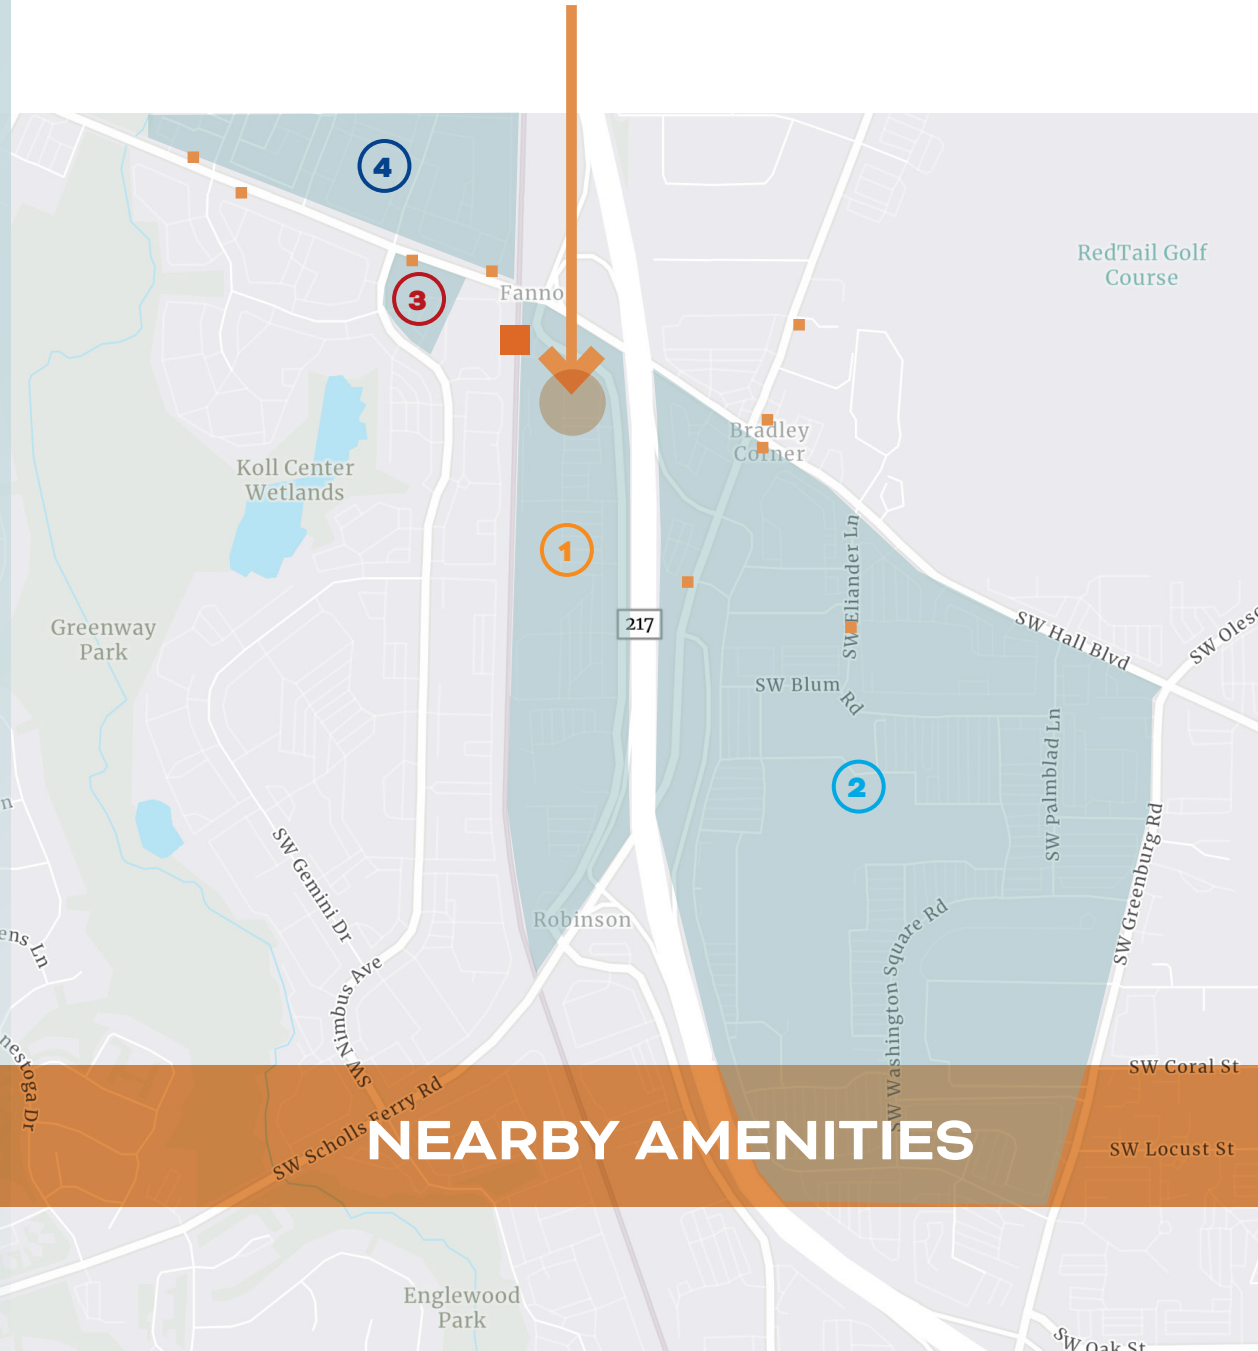 4
RedTail Golf
Course
3
Fanno
Bradley
Corner
Koll Center
Wetlands
1
SW Eliander Ln
Greenway
Park
217
SW Hall Blvd
SW Blum Rd
SW Palmblad Ln
2
SW Gemini Dr
SW Greenburg Rd
Robinson
SW Washington Square Rd
ens Ln
SW Nimbus Ave
SW
nestoga Dr
SW Coral St
SW Scholls Ferry Rd
NEARBY AMENITIES
SW Locust St
Englewood
Park
SW Oak St